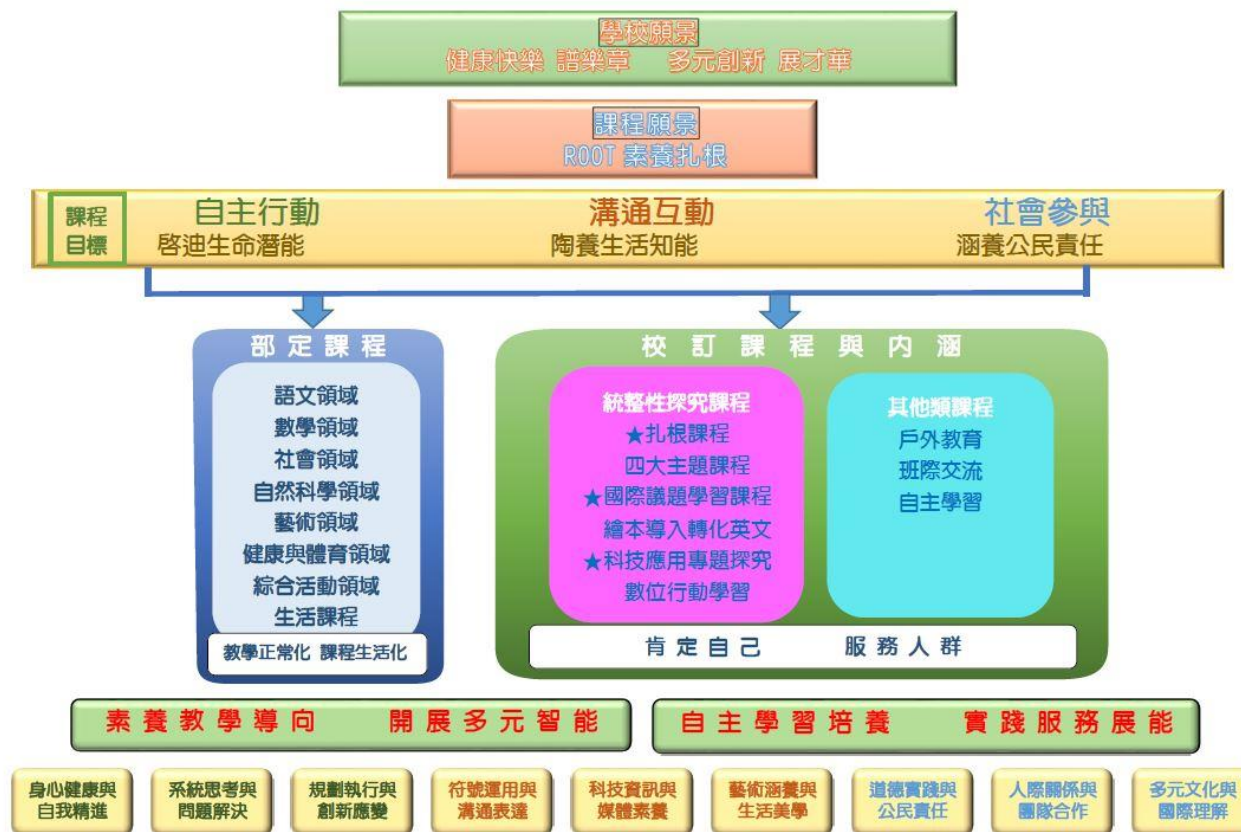 學校願景
健康快樂 譜樂章 多元創新 展才華
課程願景
ROOT 素養扎根
課程
目標
自主行動
啓迪生命潛能
溝通互動
陶養生活知能
社會參與
涵養公民責任
部定課程
語文領域
數學領域
社會領域
自然科學領域
藝術領域
健康與體育領域
綜合活動領域
生活課程
教學正常化 課程生活化
校訂課程與內涵
統整性探究課程
★扎根課程
四大主題課程
★國際議題學習課程
繪本導入轉化英文
★科技應用專題探究
數位行動學習
其他類課程
戶外教育
班際交流
自主學習
肯定自己 服務人群
素養教學導向 開展多元智能
自主學習培養 實踐服務展能
身心健康與
自我精進
系統思考與
問題解決
規劃執行與
創新應變
符號運用與
溝通表達
科技資訊與
媒體素養
藝術涵養與
生活美學
道德實踐與
公民責任
人際關係與
團隊合作
多元文化與
國際理解